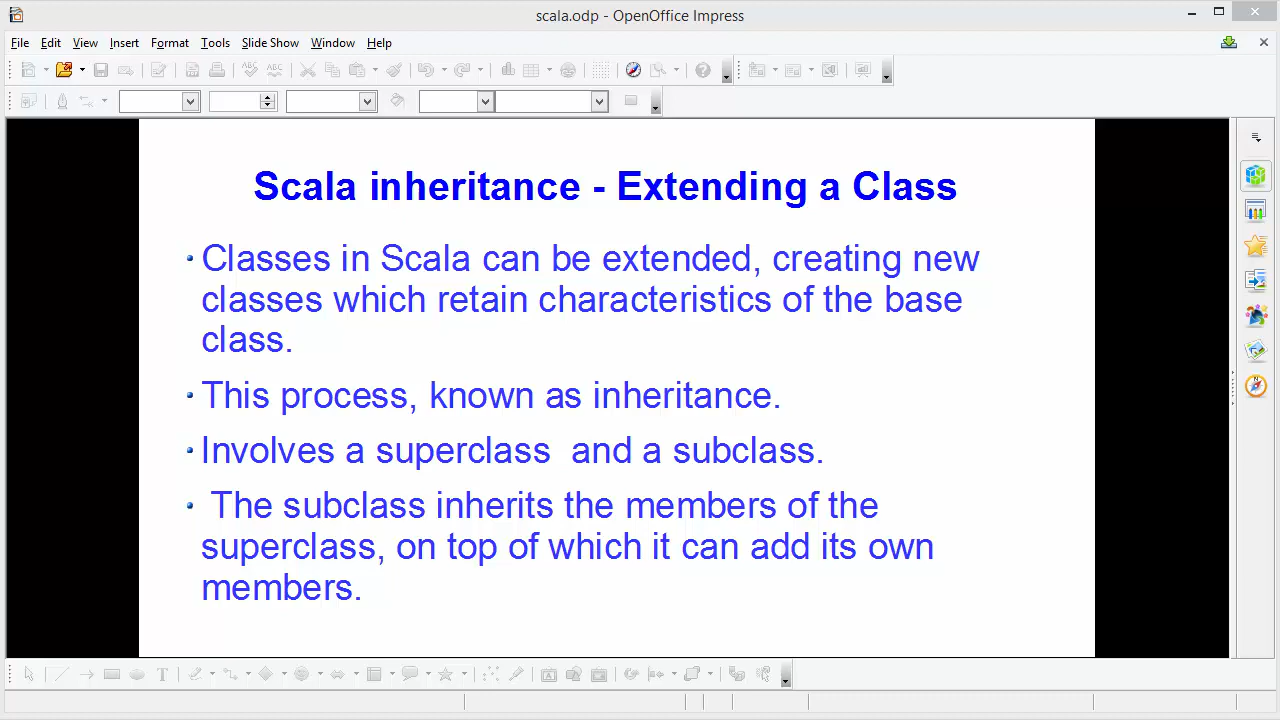 scala.odp - OpenOffice Impress
File Edit View Insert Format Tools Slide Show Window Help
Scala inheritance - Extending a Class
• Classes in Scala can be extended, creating new
classes which retain characteristics of the base
class.
• This process, known as inheritance.
• Involves a superclass  and a subclass.
•  The subclass inherits the members of the
superclass, on top of which it can add its own
members.